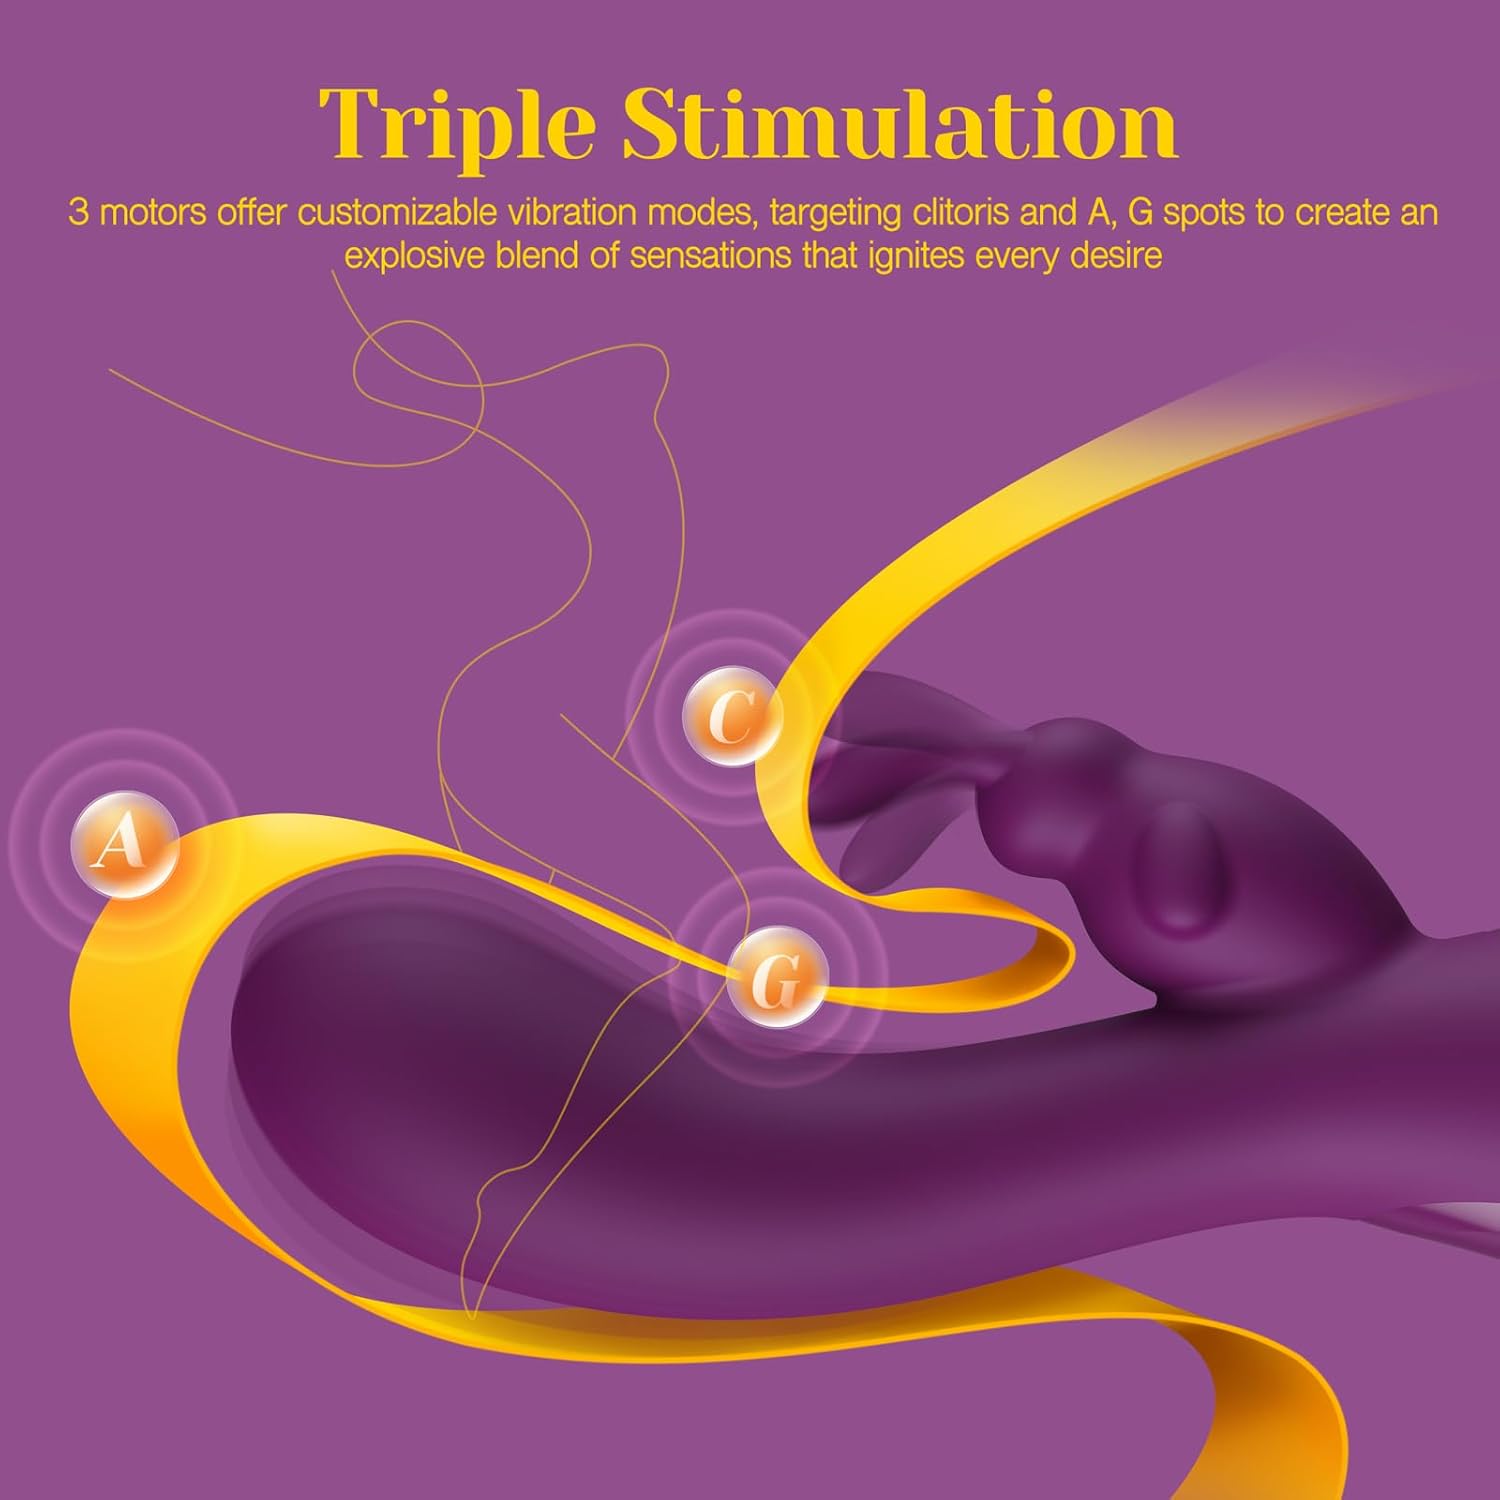 Triple Stimulation
3 motors offer customizable vibration modes, targeting clitoris and A, G spots to create an
explosive blend of sensations that ignites every desire
C
A
G